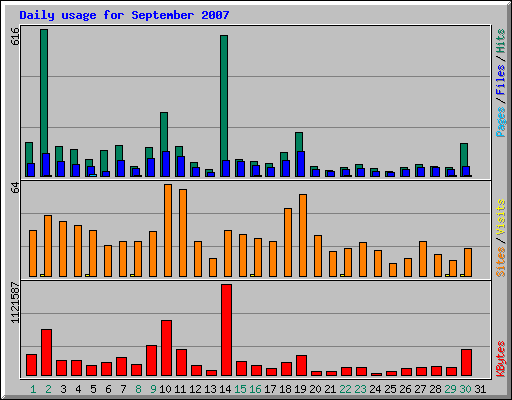 Daily usage for September 2007
616
Pages / Files / Hits
64
Sites / Visits
1121587
KBytes
1 2 3 4 5 6 7 8 9 10 11 12 13 14 15 16 17 18 19 20 21 22 23 24 25 26 27 28 29 30 31